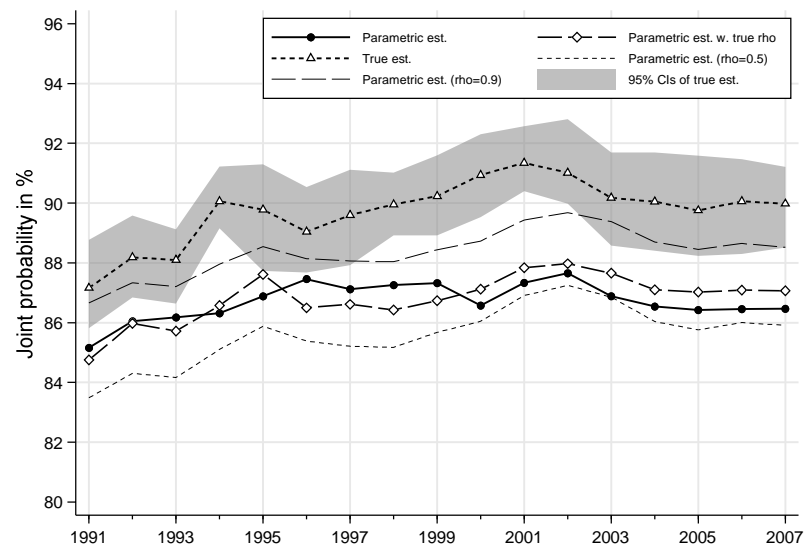 Parametric est.
Parametric est. w. true rho
True est.
Parametric est. (rho=0.5)
Parametric est. (rho=0.9)
95% CIs of true est.
Joint probability in %
96
94
92
90
88
86
84
82
80
1991 1993 1995 1997 1999 2001 2003 2005 2007